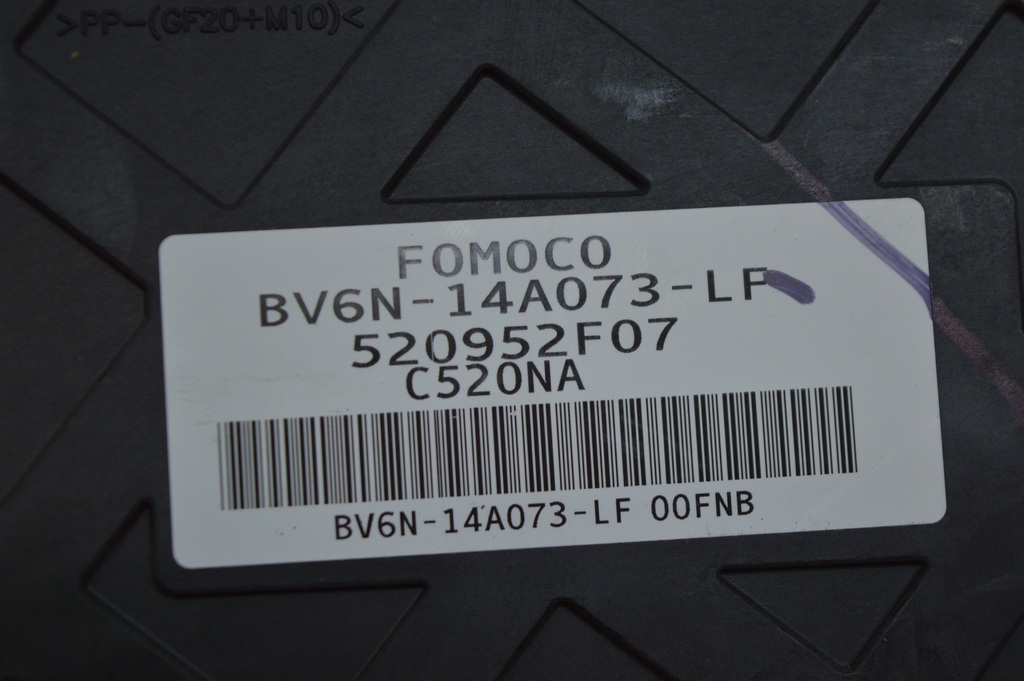 >PP-(GF20+M10)<
FOMOCO
BV6N-14A073-LF
520952F07
C520NA
BV6N-14A073-LF 00FNB